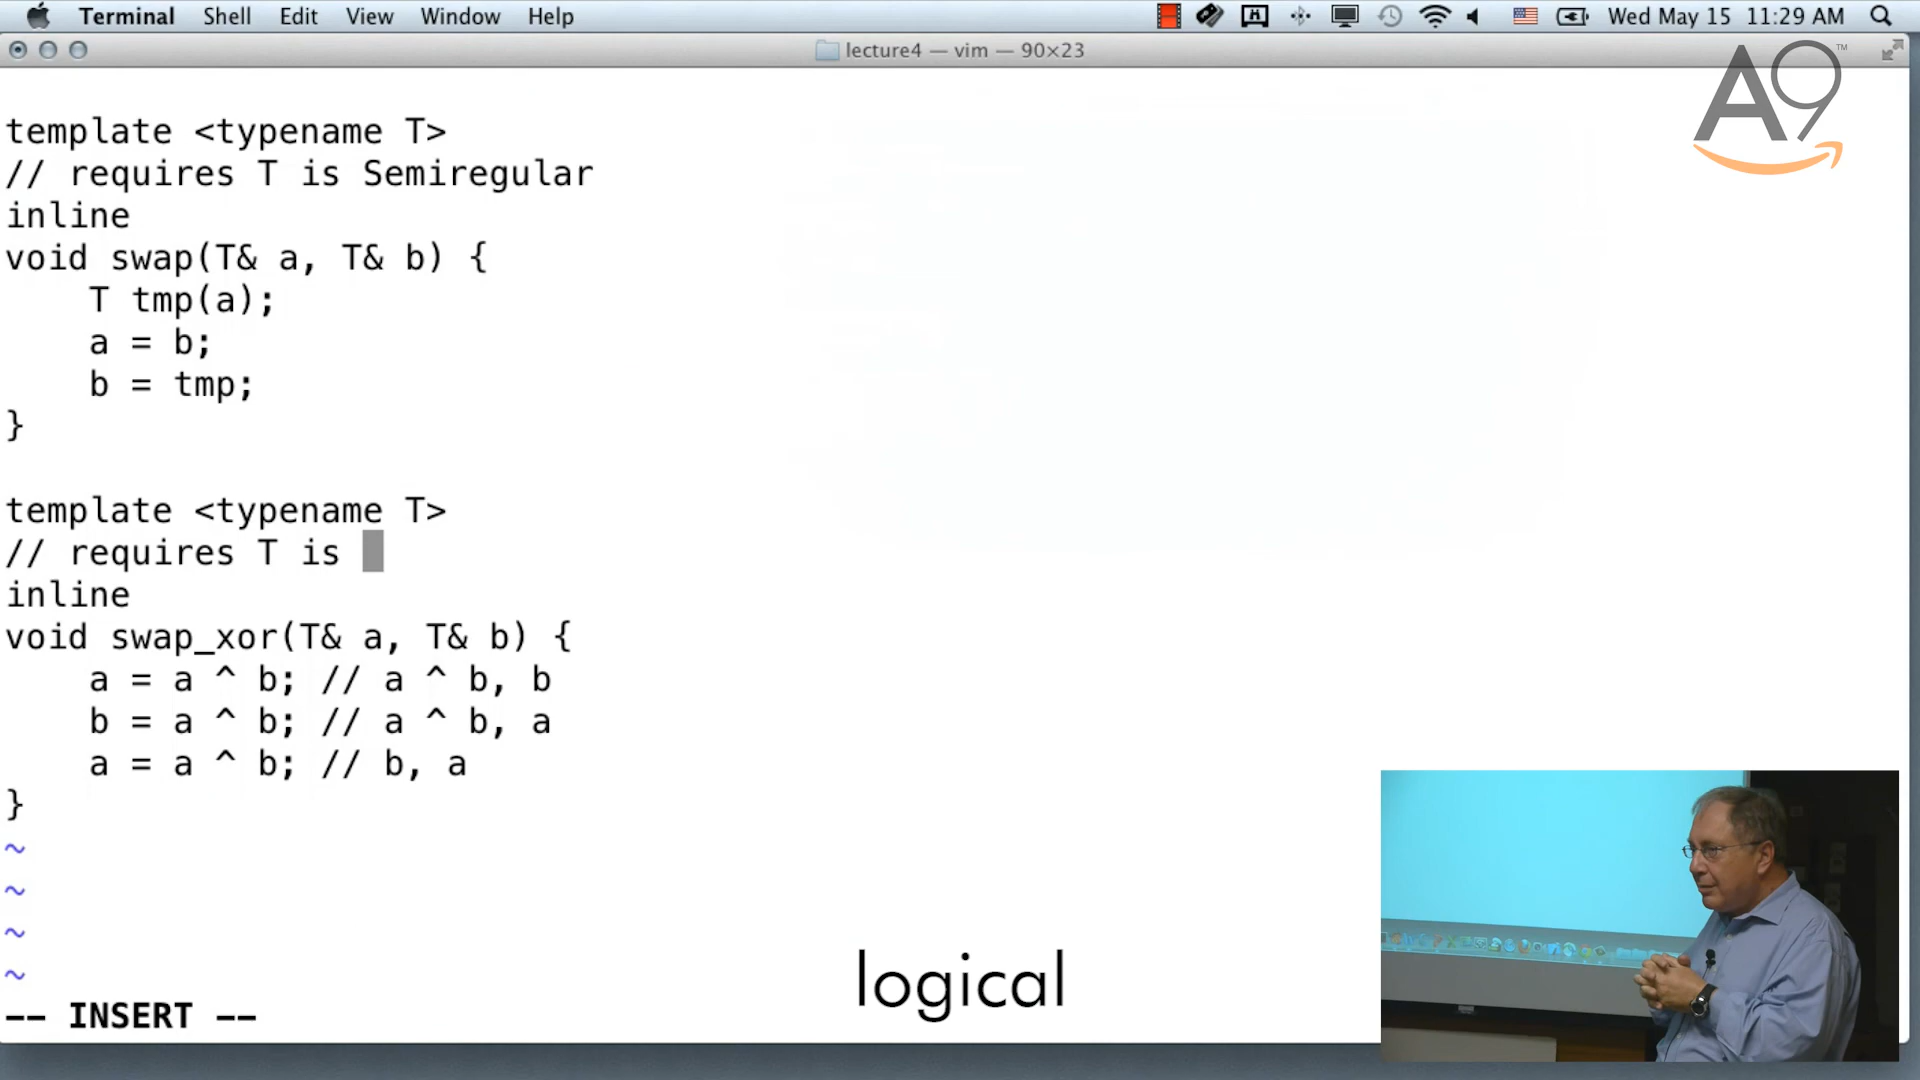 Terminal Shell Edit View Window Help Wed May 15 11:29 AM
lecture4 — vim — 90×23
A9™
template <typename T>
// requires T is Semiregular
inline
void swap(T& a, T& b) {
    T tmp(a);
    a = b;
    b = tmp;
}
template <typename T>
// requires T is
inline
void swap_xor(T& a, T& b) {
    a = a ^ b; // a ^ b, b
    b = a ^ b; // a ^ b, a
    a = a ^ b; // b, a
}
~
~
~
~
-- INSERT --
logical